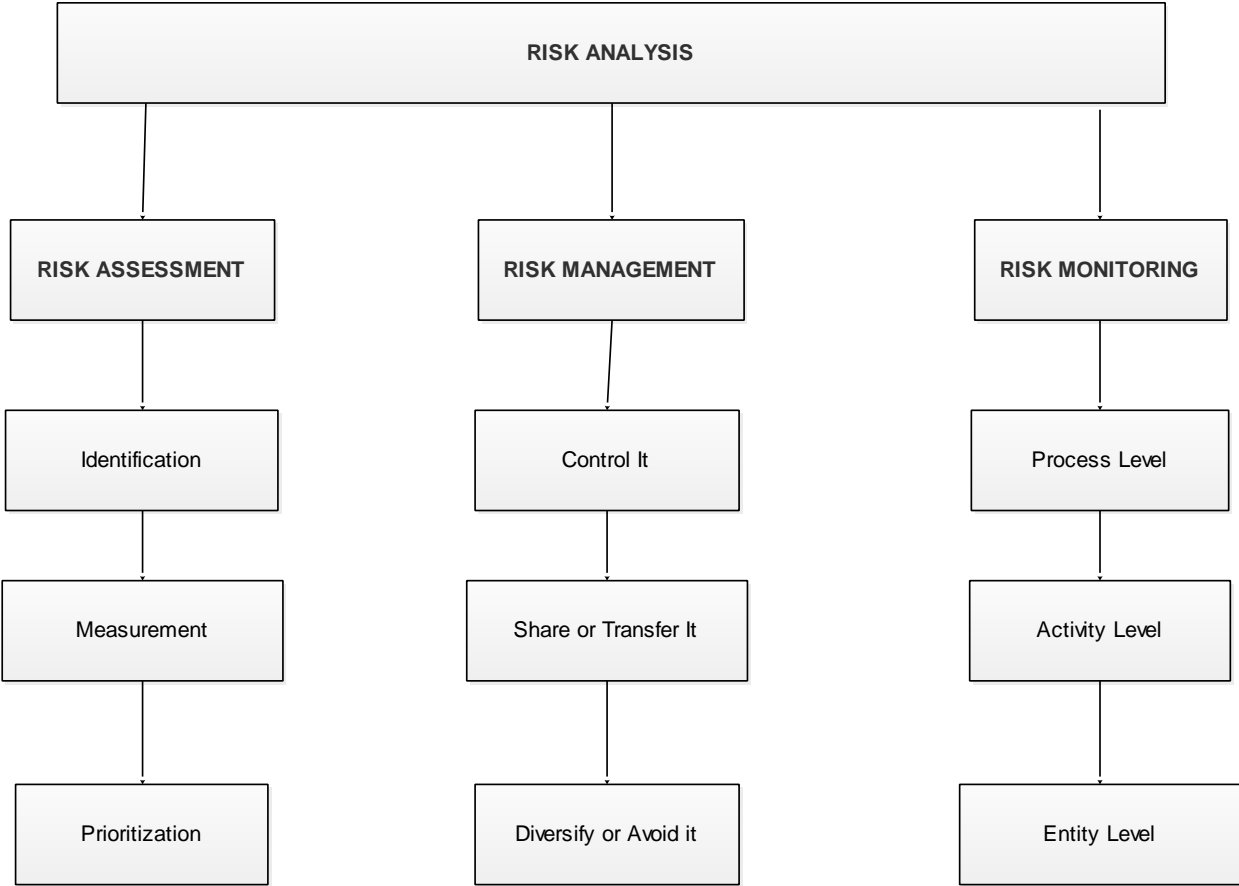 RISK ANALYSIS
RISK ASSESSMENT
RISK MANAGEMENT
RISK MONITORING
Identification
Control It
Process Level
Measurement
Share or Transfer It
Activity Level
Prioritization
Diversify or Avoid it
Entity Level